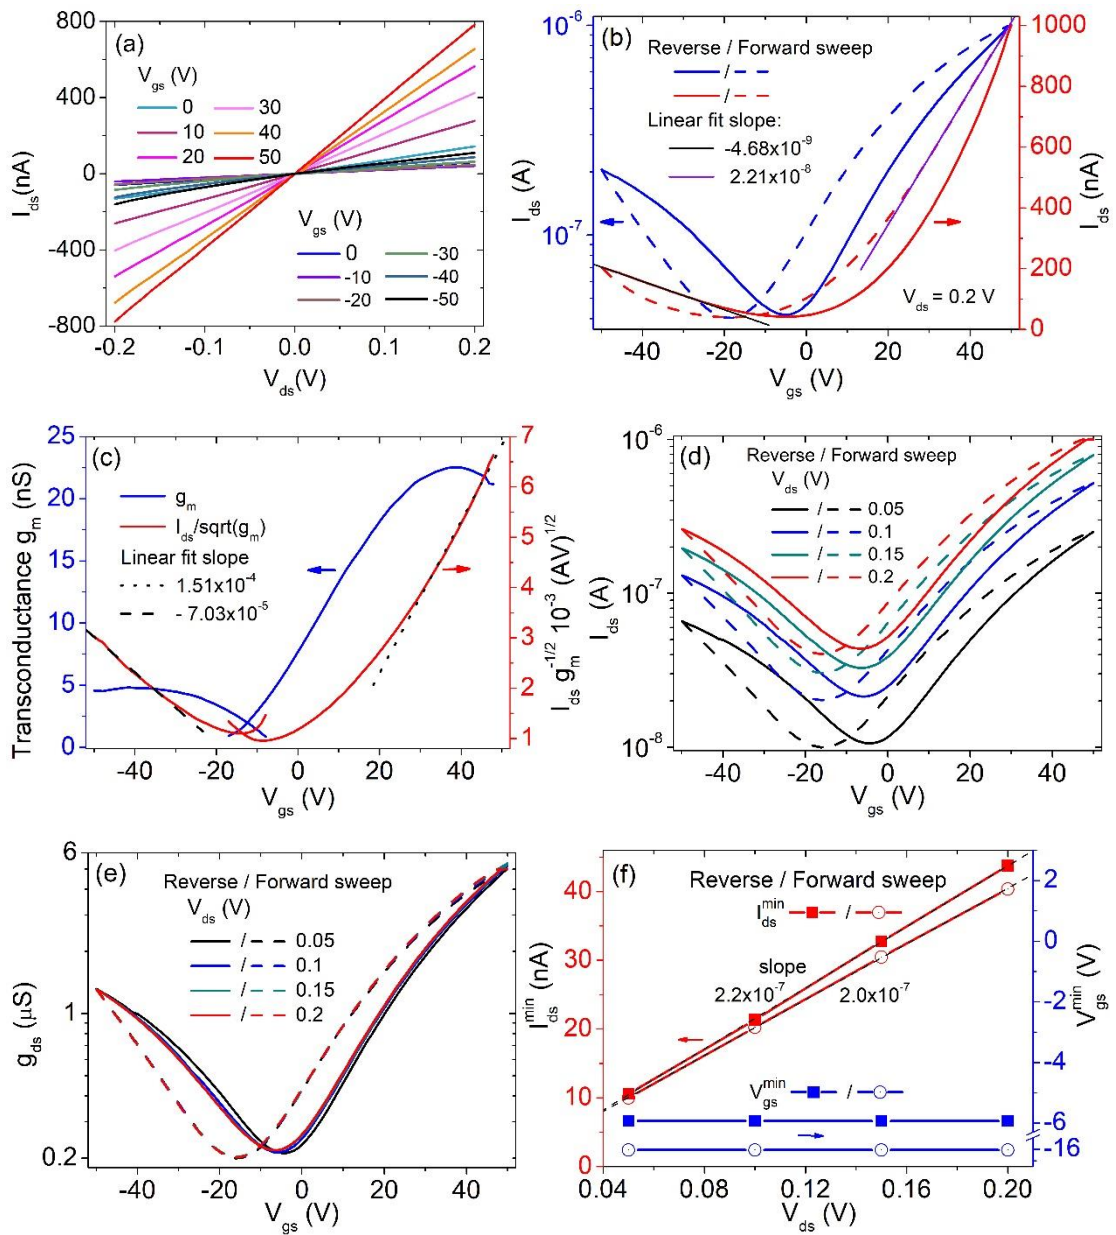 (a)
V_gs (V)
0 30
10 40
20 50
V_gs (V)
0 -30
-10 -40
-20 -50
800
400
0
-400
-800
I_ds(nA)
-0.2 -0.1 0.0 0.1 0.2
V_ds(V)
(b)
Reverse / Forward sweep
/
/
Linear fit slope:
-4.68x10^-9
2.21x10^-8
V_ds = 0.2 V
10^-6
10^-7
I_ds (A)
1000
800
600
400
200
0
I_ds (nA)
-40 -20 0 20 40
V_gs (V)
(c)
g_m
I_ds/sqrt(g_m)
Linear fit slope
1.51x10^-4
- 7.03x10^-5
25
20
15
10
5
0
Transconductance g_m (nS)
7
6
5
4
3
2
1
I_ds g_m^-1/2 10^-3 (AV)^1/2
-40 -20 0 20 40
V_gs (V)
(d)
Reverse / Forward sweep
V_ds (V)
/ 0.05
/ 0.1
/ 0.15
/ 0.2
10^-6
10^-7
10^-8
I_ds (A)
-40 -20 0 20 40
V_gs (V)
(e)
Reverse / Forward sweep
V_ds (V)
/ 0.05
/ 0.1
/ 0.15
/ 0.2
6
1
0.2
g_ds (μS)
-40 -20 0 20 40
V_gs (V)
(f)
Reverse / Forward sweep
I_ds^min /
slope
2.2x10^-7 2.0x10^-7
V_gs^min /
40
30
20
10
0
I_ds^min (nA)
2
0
-2
-4
-6
-16
V_gs^min (V)
0.04 0.08 0.12 0.16 0.20
V_ds (V)